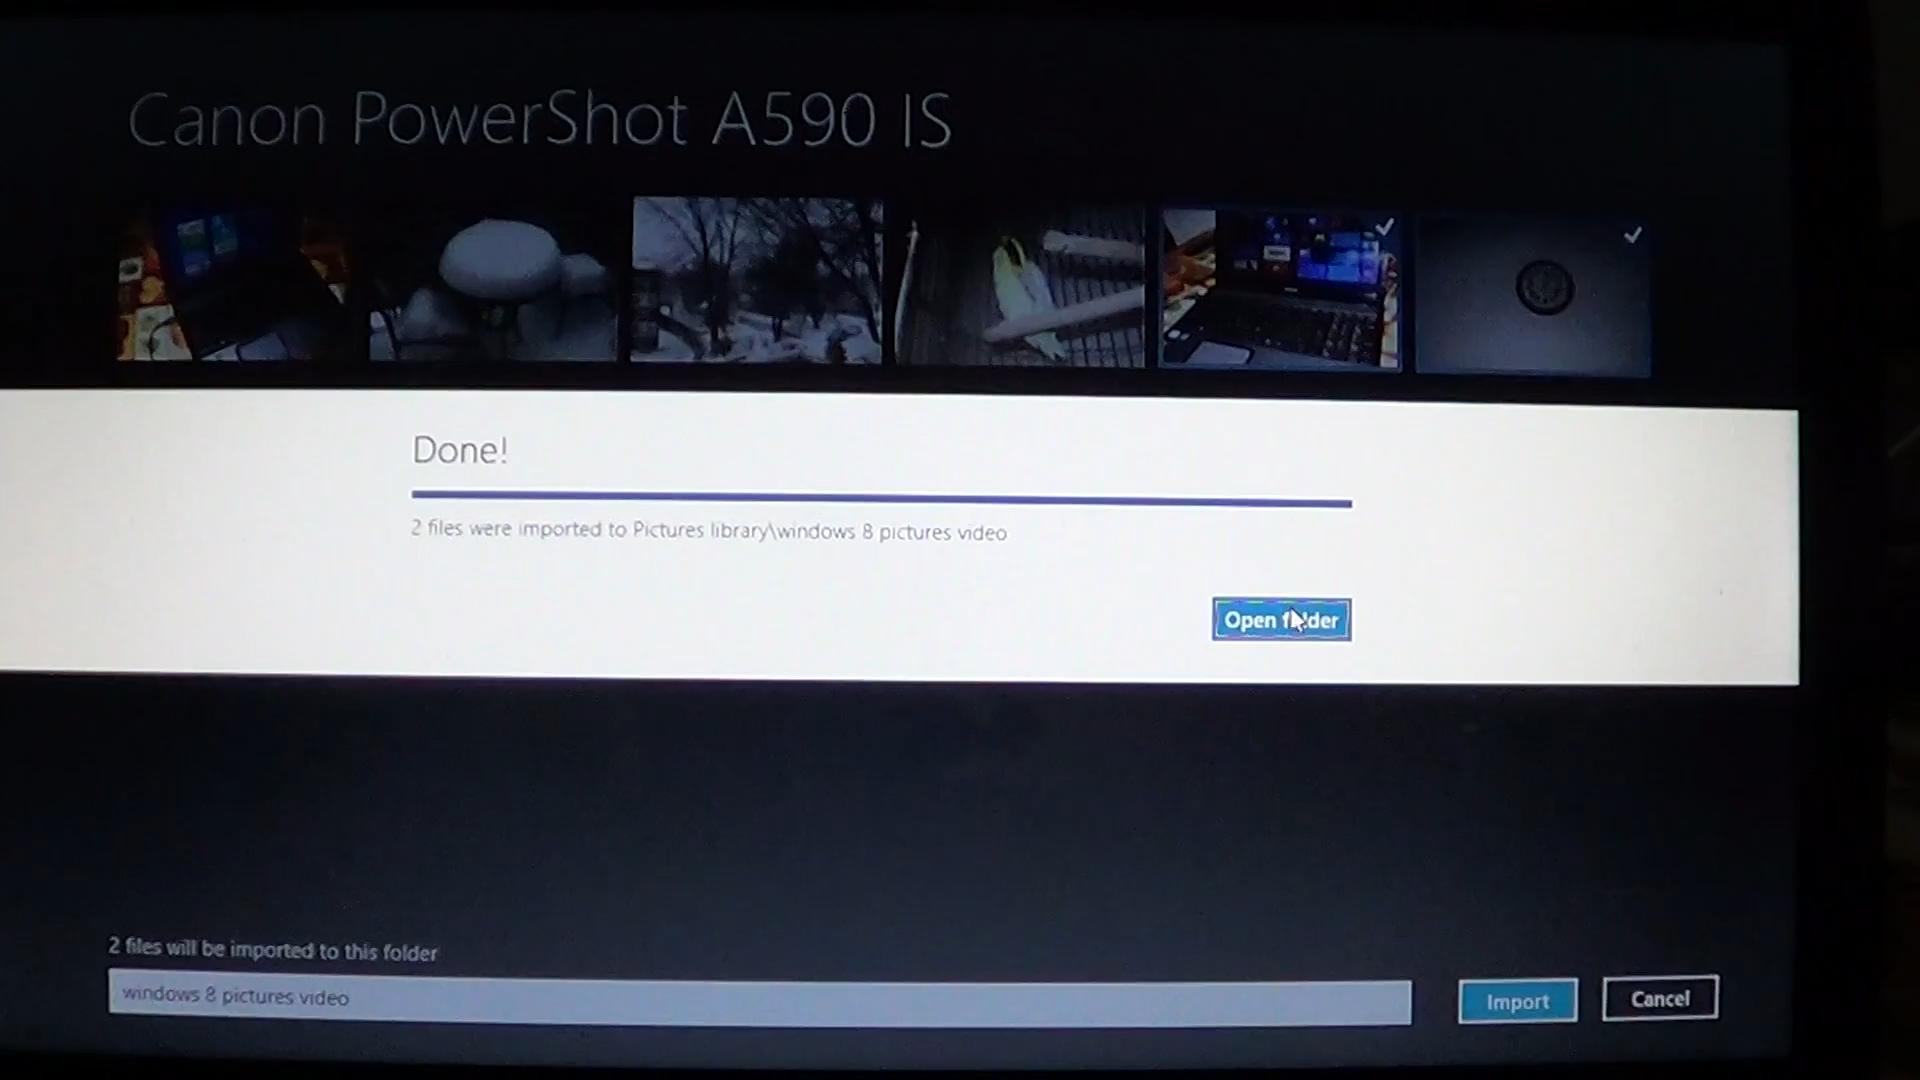 Canon PowerShot A590 IS
Done!
2 files were imported to Pictures library\windows 8 pictures video
Open folder
2 files will be imported to this folder
windows 8 pictures video
Import
Cancel